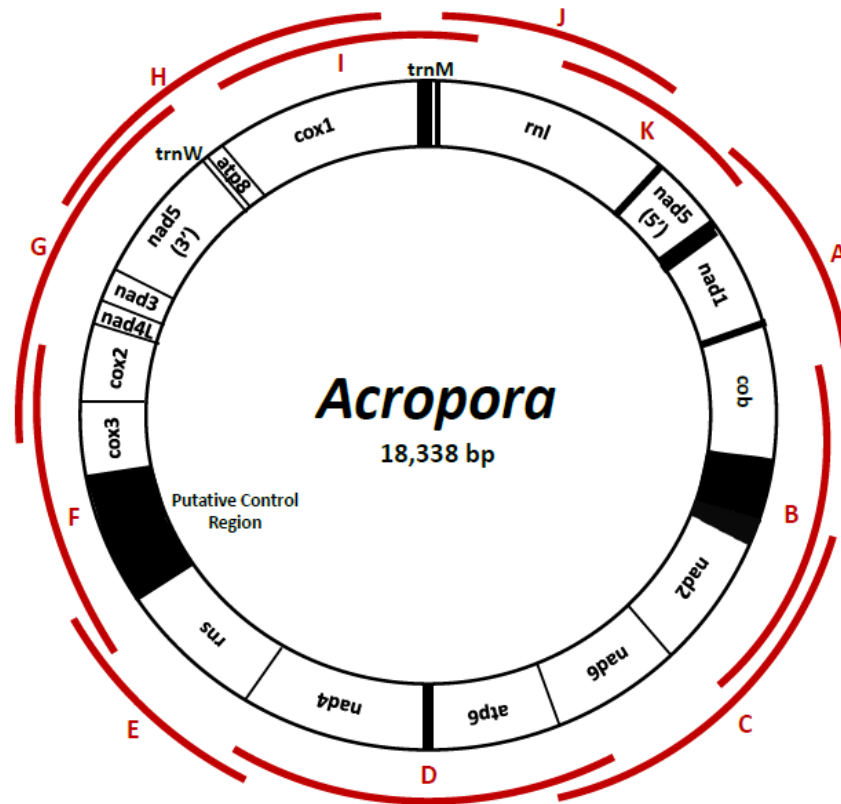 J
H
I
trnM
cox1
rnl
K
trnW
atp8
nad5
(5')
A
nad5
(3')
G
nad1
nad3
nad4L
cox2
cob
Acropora
18,338 bp
cox3
Putative Control
Region
F
B
nad2
rns
nad6
nad4
atp6
E
C
D